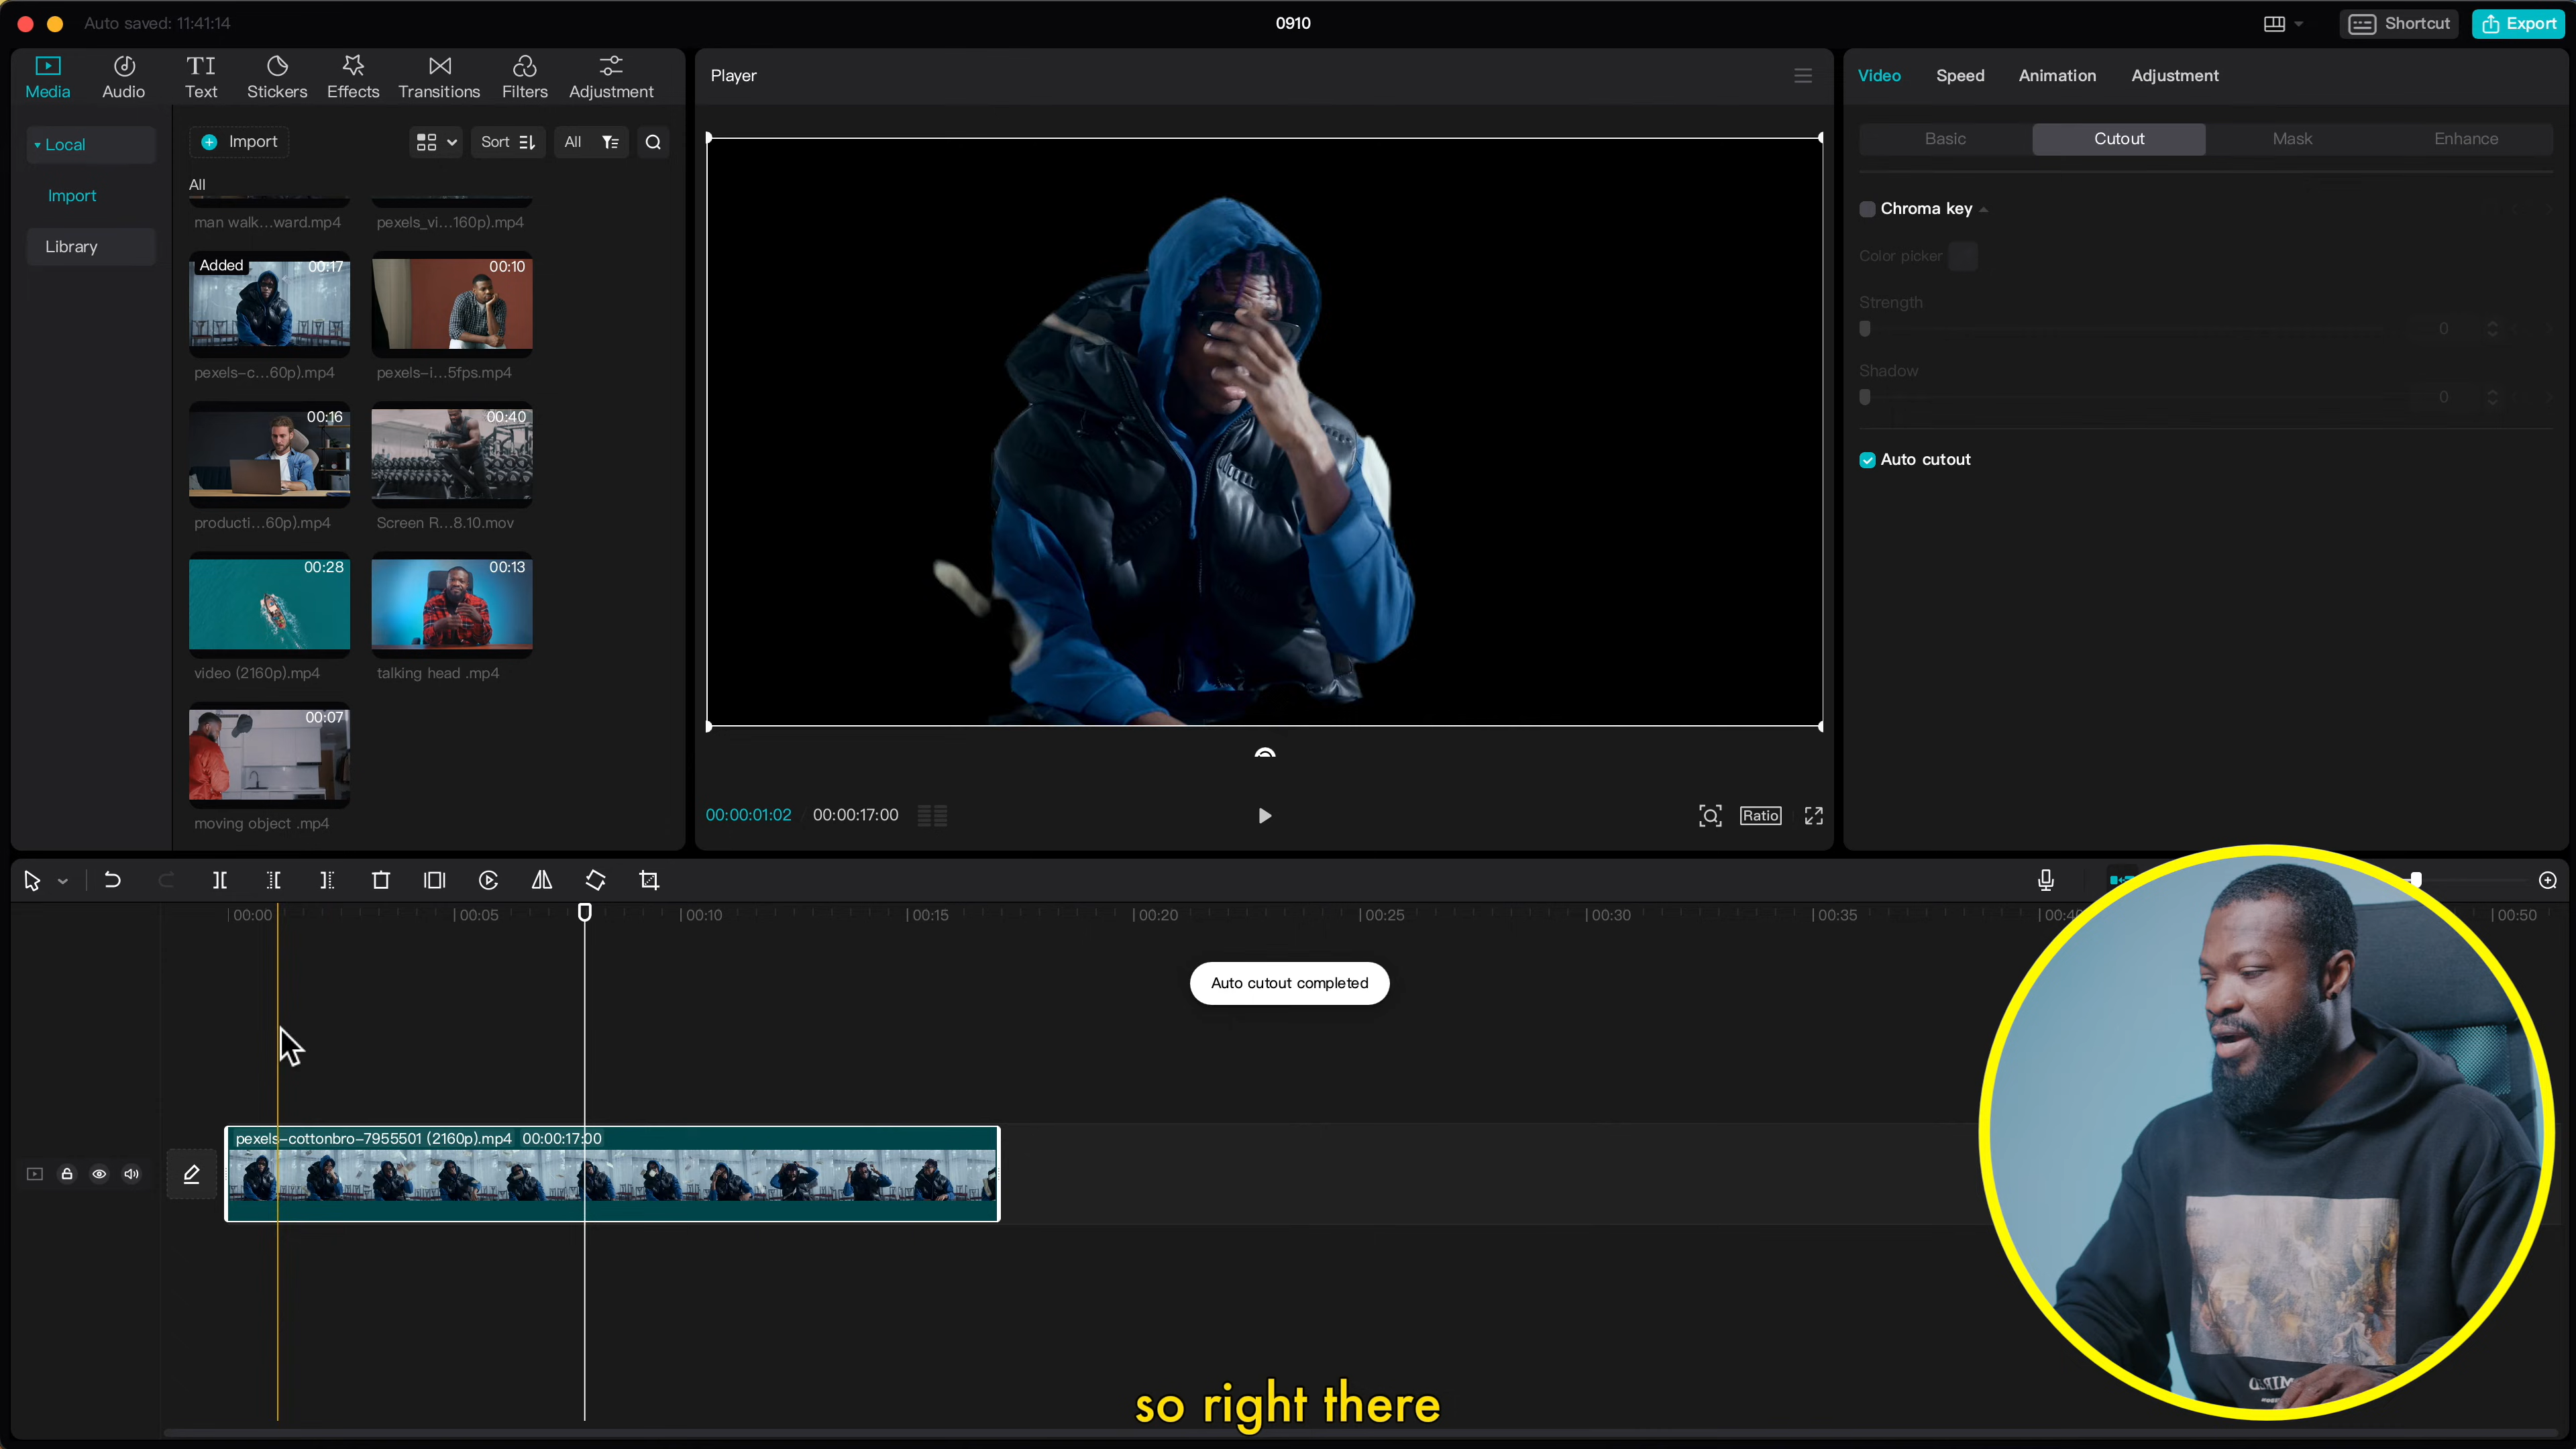 Auto saved: 11:41:14
0910
Shortcut
Export
Media
Audio
Text
Stickers
Effects
Transitions
Filters
Adjustment
Local
Import
Library
Import
Sort
All
All
man walk...ward.mp4
pexels_vi...160p).mp4
Added
00:17
00:10
pexels-c...60p).mp4
pexels-i...5fps.mp4
00:16
00:40
producti...60p).mp4
Screen R...8.10.mov
00:28
00:13
video (2160p).mp4
talking head .mp4
00:07
moving object .mp4
Player
00:00:01:02
00:00:17:00
Ratio
Video
Speed
Animation
Adjustment
Basic
Cutout
Mask
Enhance
Chroma key
Color picker
Strength
0
Shadow
0
Auto cutout
00:00
00:05
00:10
00:15
00:20
00:25
00:30
00:35
00:50
Auto cutout completed
pexels-cottonbro-7955501 (2160p).mp4 00:00:17:00
so right there